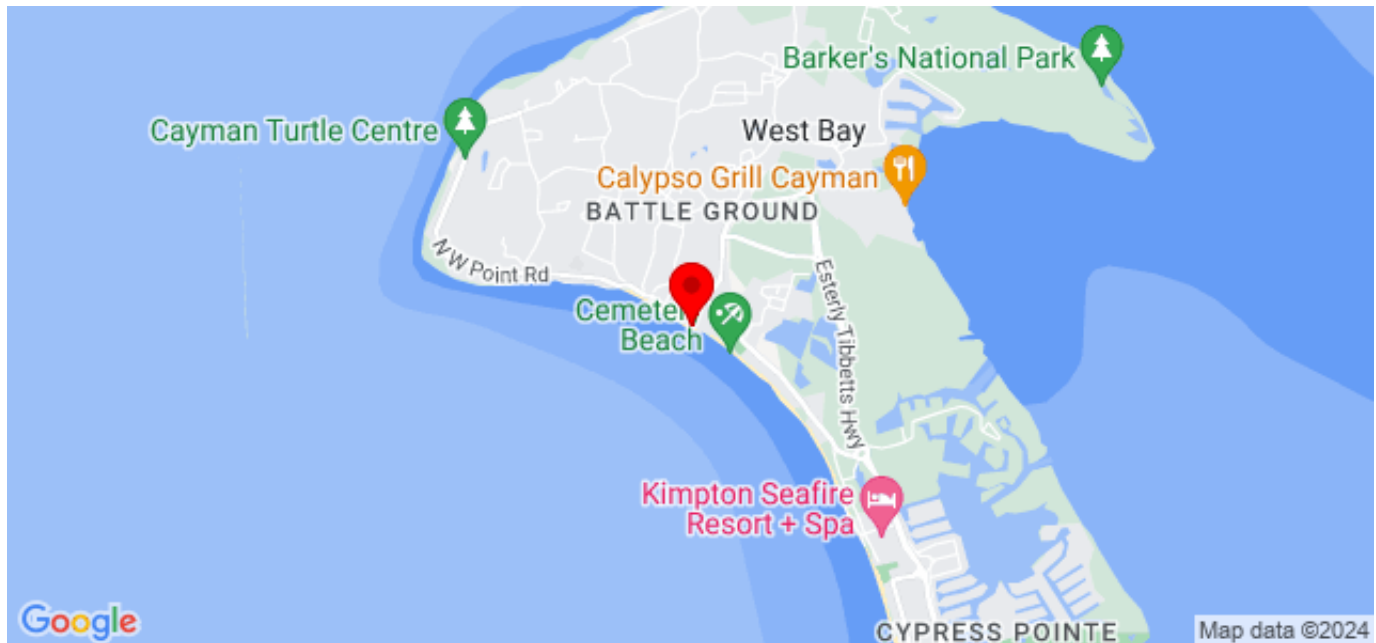 Barker's National Park
Cayman Turtle Centre
West Bay
Calypso Grill Cayman
BATTLE GROUND
NW Point Rd
Esterly Tibbetts Hwy
Cemetery
Beach
Kimpton Seafire
Resort + Spa
CYPRESS POINTE
Google
Map data ©2024